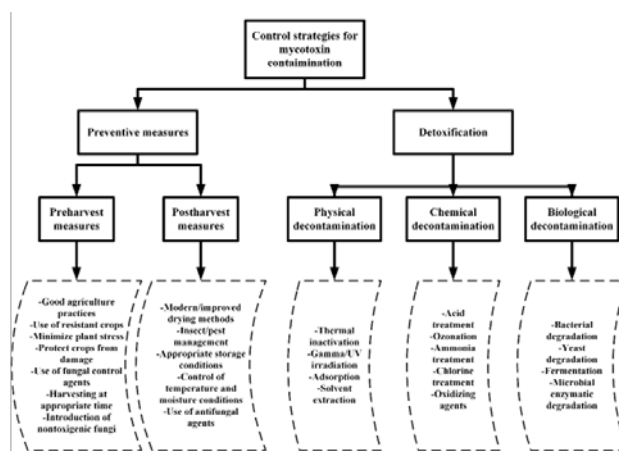 Control strategies for
mycotoxin
contaimination
Preventive measures
Detoxification
Preharvest
measures
Postharvest
measures
Physical
decontamination
Chemical
decontamination
Biological
decontamination
-Good agriculture
practices
-Use of resistant crops
-Minimize plant stress
-Protect crops from
damage
-Use of fungal control
agents
-Harvesting at
appropriate time
-Introduction of
nontoxigenic fungi
-Modern/improved
drying methods
-Insect/pest
management
-Appropriate storage
conditions
-Control of
temperature and
moisture conditions
-Use of antifungal
agents
-Thermal
inactivation
-Gamma/UV
irradiation
-Adsorption
-Solvent
extraction
-Acid
treatment
-Ozonation
-Ammonia
treatment
-Chlorine
treatment
-Oxidizing
agents
-Bacterial
degradation
-Yeast
degradation
-Fermentation
-Microbial
enzymatic
degradation